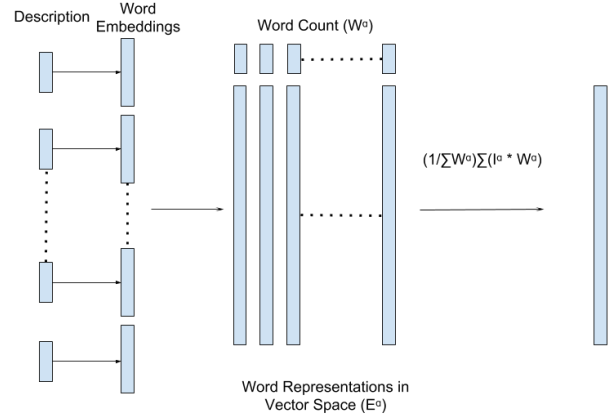 Description
Word
Embeddings
Word Count (Wᵅ)
(1/∑Wᵅ)∑(Iᵅ * Wᵅ)
Word Representations in
Vector Space (Eᵅ)